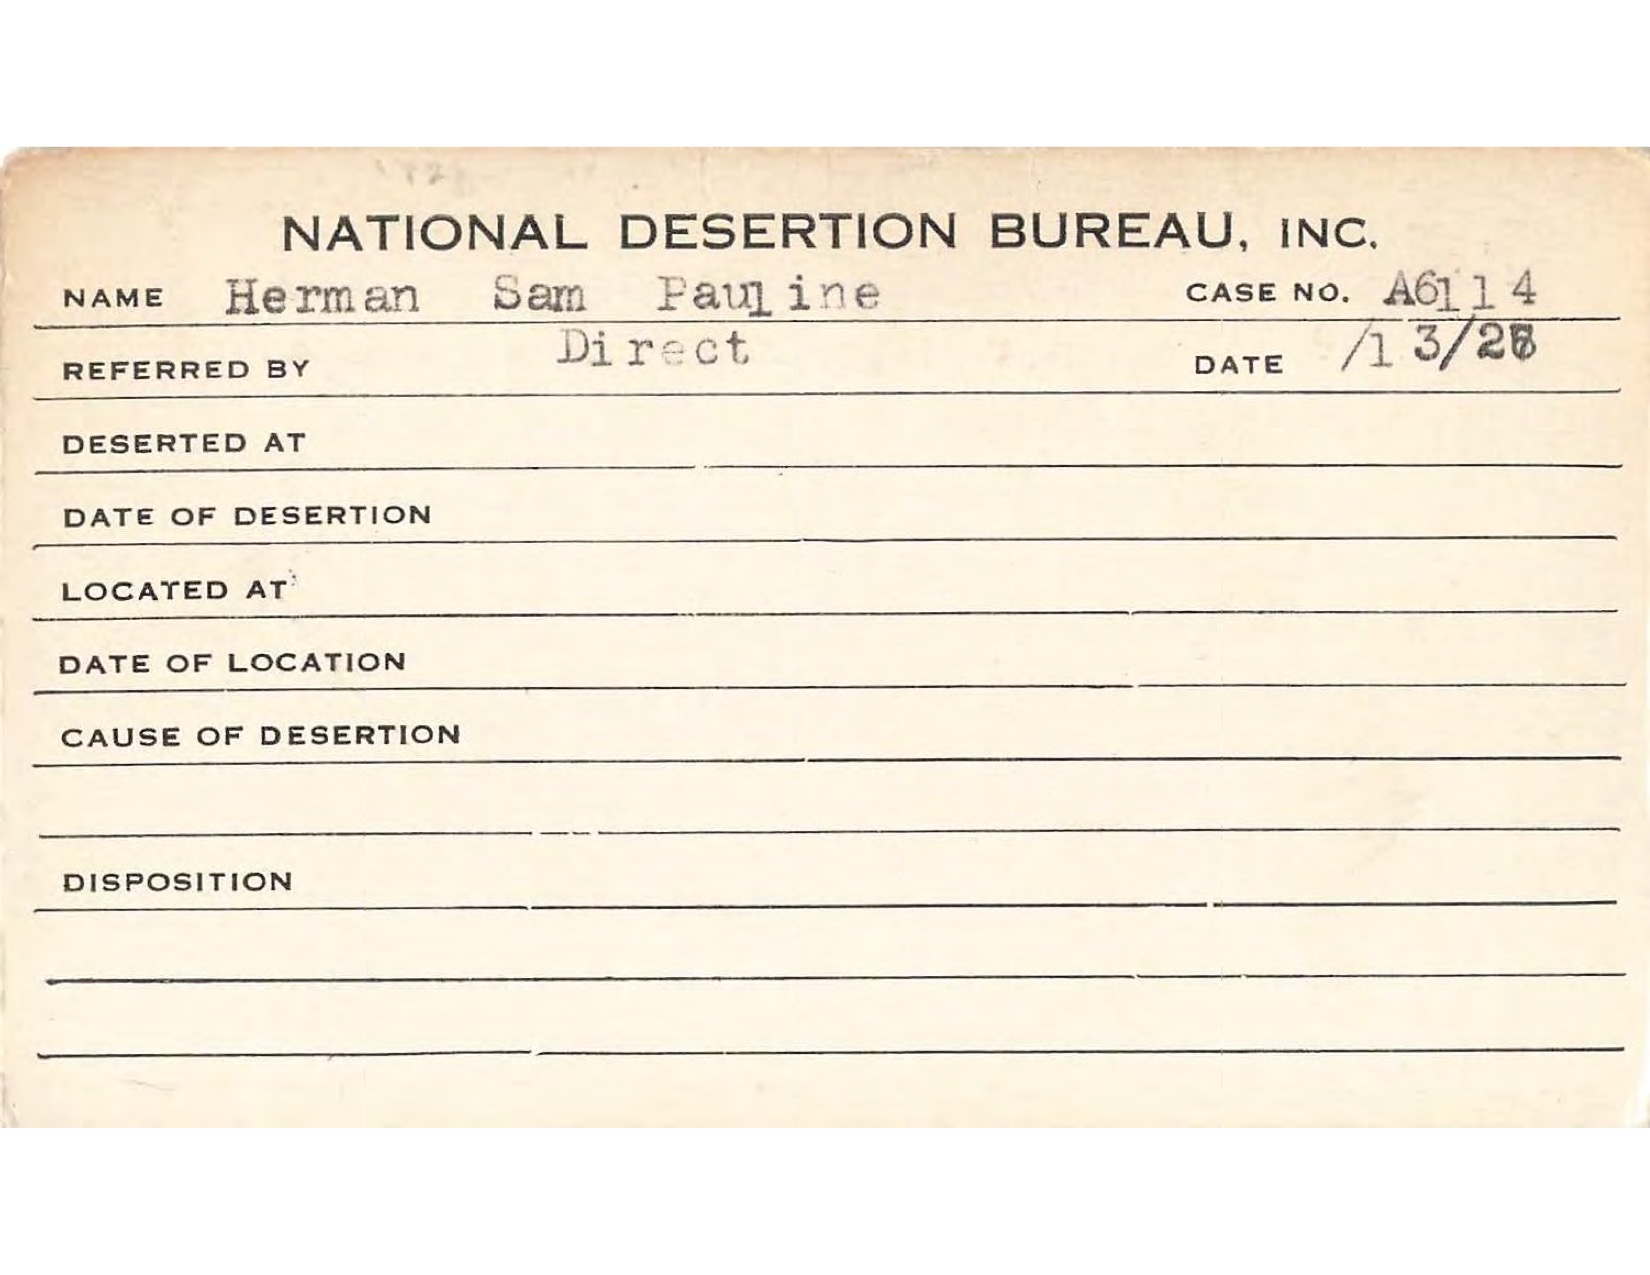 NATIONAL DESERTION BUREAU, INC.
NAME Herman Sam Pauline CASE NO. A6114
REFERRED BY Direct DATE /13/28
DESERTED AT
DATE OF DESERTION
LOCATED AT
DATE OF LOCATION
CAUSE OF DESERTION
DISPOSITION